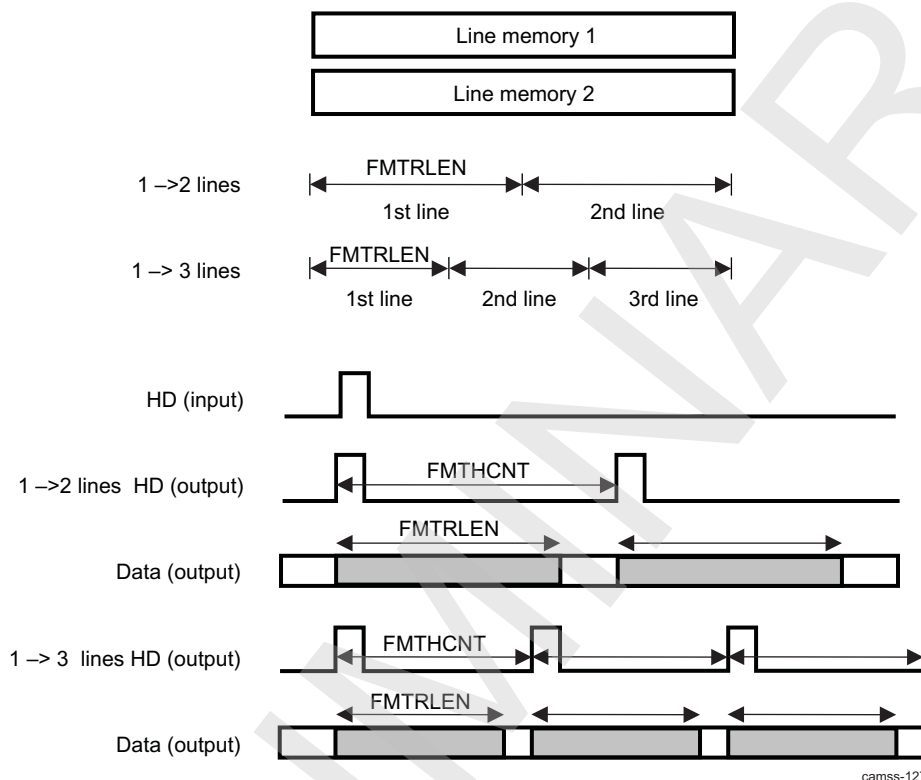 Line memory 1
Line memory 2
1 –>2 lines
FMTRLEN
1st line
2nd line
1 –> 3 lines
FMTRLEN
1st line
2nd line
3rd line
HD (input)
1 –>2 lines HD (output)
FMTHCNT
FMTRLEN
Data (output)
1 –> 3 lines HD (output)
FMTHCNT
FMTRLEN
Data (output)